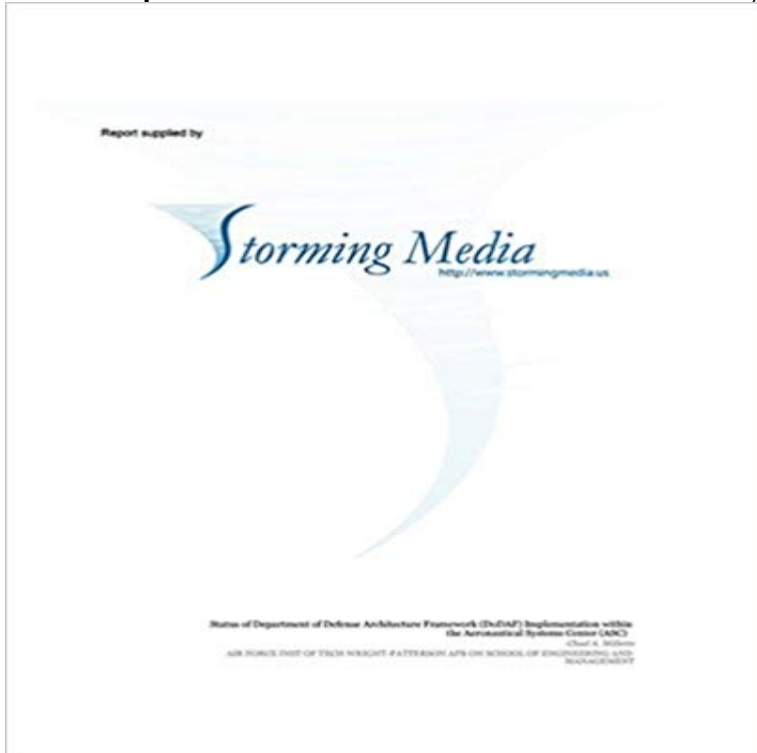 Report supplied by
Storming Media
http://www.stormingmedia.us
Status of Department of Defense Architecture Framework (DoDAF) Implementation within
the Aeronautical Systems Center (ASC)
Chad A. Millette
AIR FORCE INST OF TECH WRIGHT-PATTERSON AFB OH SCHOOL OF ENGINEERING AND
MANAGEMENT